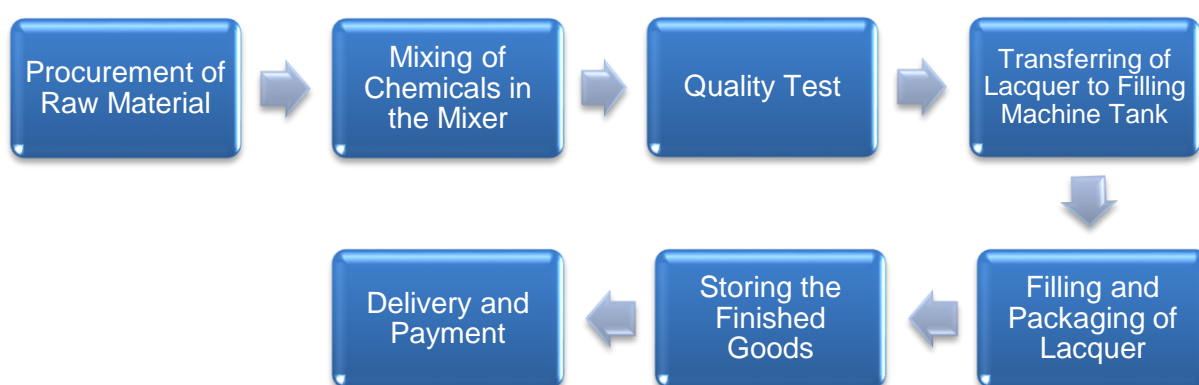 Procurement of
Raw Material
Mixing of
Chemicals in
the Mixer
Quality Test
Transferring of
Lacquer to Filling
Machine Tank
Filling and
Packaging of
Lacquer
Storing the
Finished
Goods
Delivery and
Payment